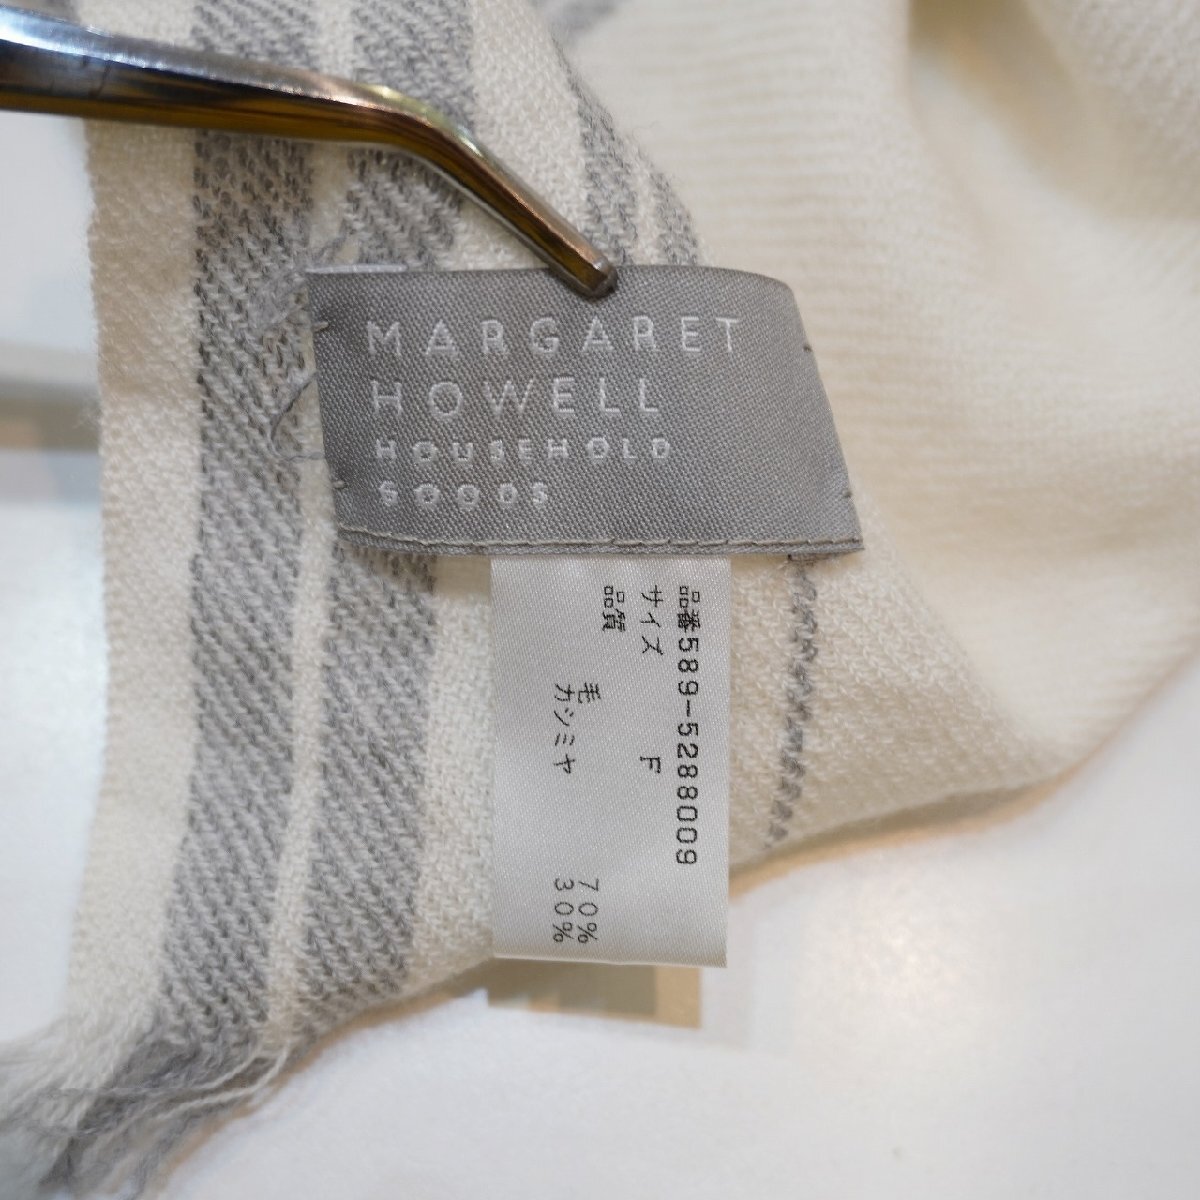 MARGARET
HOWELL
HOUSEHOLD
GOODS
品番589-5288009
サイズ F
品質
毛 70%
カシミヤ 30%